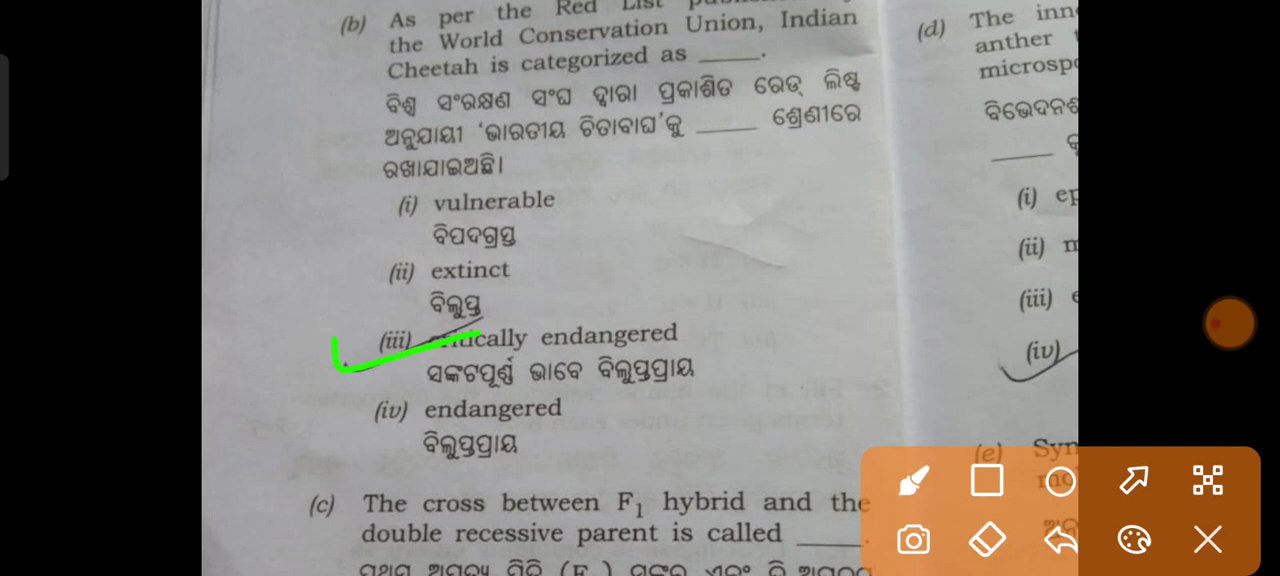 (b) As per the Red List
the World Conservation Union, Indian
Cheetah is categorized as ____.
ବିଶ୍ୱ ସଂରକ୍ଷଣ ସଂଘ ଦ୍ୱାରା ପ୍ରକାଶିତ ରେଡ୍ ଲିଷ୍ଟ
ଅନୁଯାୟୀ ‘ଭାରତୀୟ ଚିତାବାଘ’କୁ ____ ଶ୍ରେଣୀରେ
ରଖାଯାଇଅଛି।
(i) vulnerable
ବିପଦଗ୍ରସ୍ତ
(ii) extinct
ବିଲୁପ୍ତ
(iii) critically endangered
ସଙ୍କଟପୂର୍ଣ୍ଣ ଭାବେ ବିଲୁପ୍ତପ୍ରାୟ
(iv) endangered
ବିଲୁପ୍ତପ୍ରାୟ
(c) The cross between F₁ hybrid and the
double recessive parent is called ____.
(d) The
anther
(i)
(ii)
(iii)
(iv)
(e)